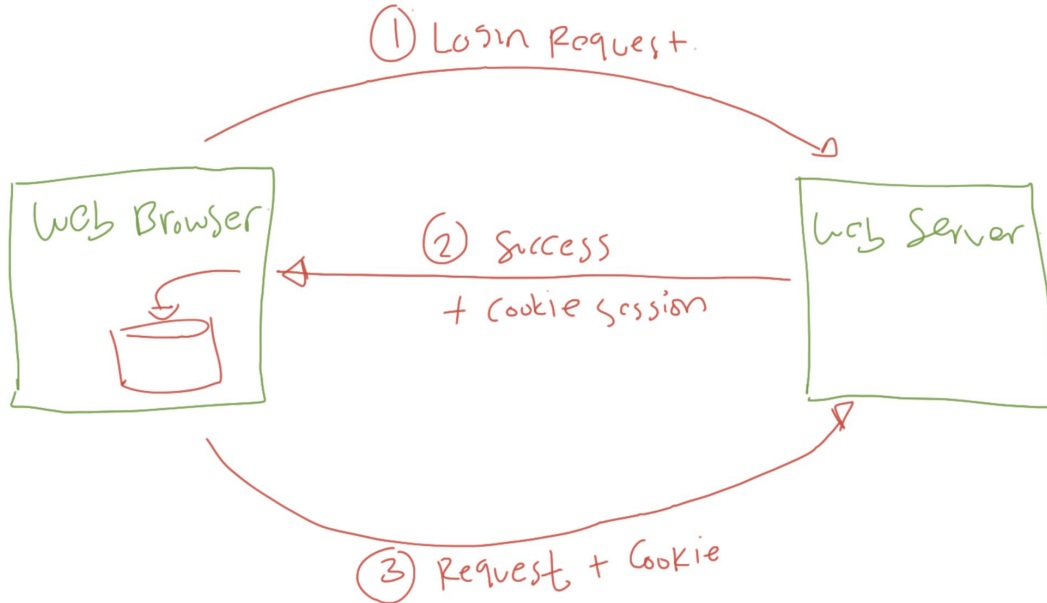 1 Login Request.
Web Browser
Web Server
2 Success
+ Cookie session
3 Request + Cookie